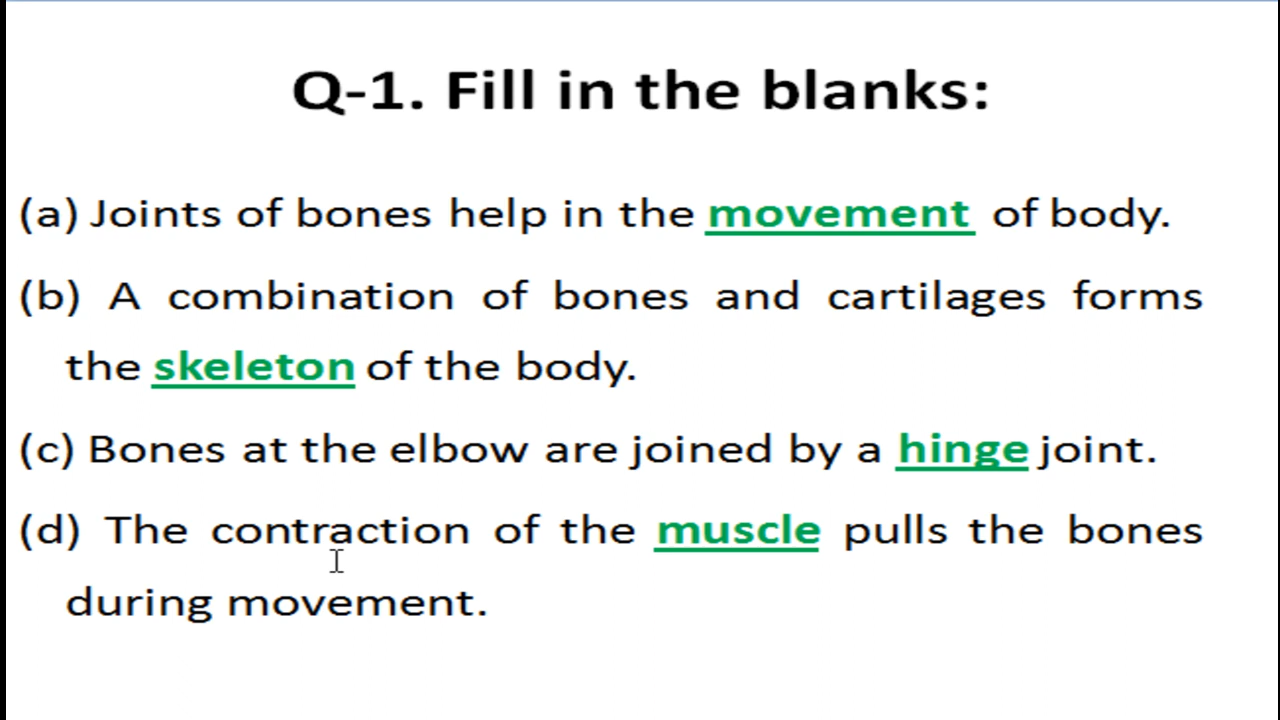 Q-1. Fill in the blanks:
(a) Joints of bones help in the movement of body.
(b) A combination of bones and cartilages forms
the skeleton of the body.
(c) Bones at the elbow are joined by a hinge joint.
(d) The contraction of the muscle pulls the bones
during movement.